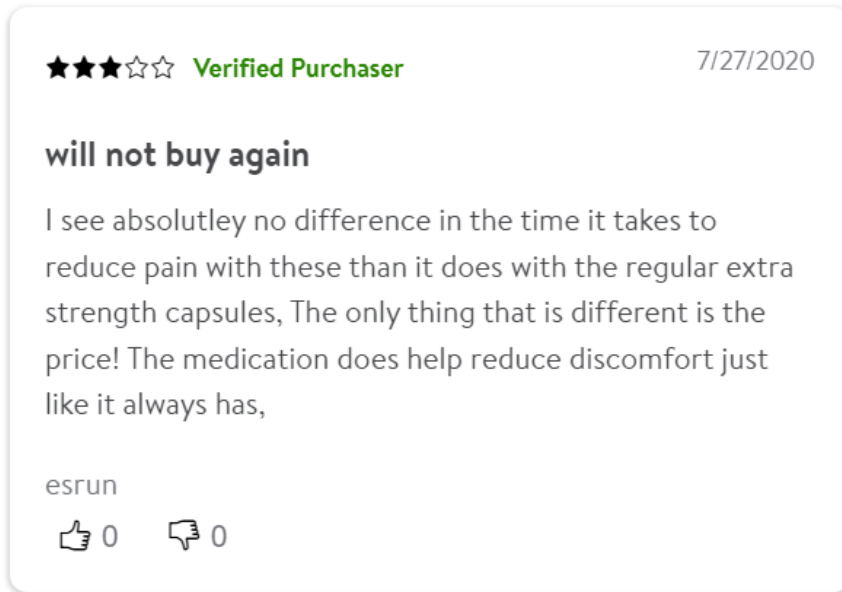 ★★★☆☆ Verified Purchaser 7/27/2020
will not buy again
I see absolutley no difference in the time it takes to
reduce pain with these than it does with the regular extra
strength capsules, The only thing that is different is the
price! The medication does help reduce discomfort just
like it always has,
esrun
0 0